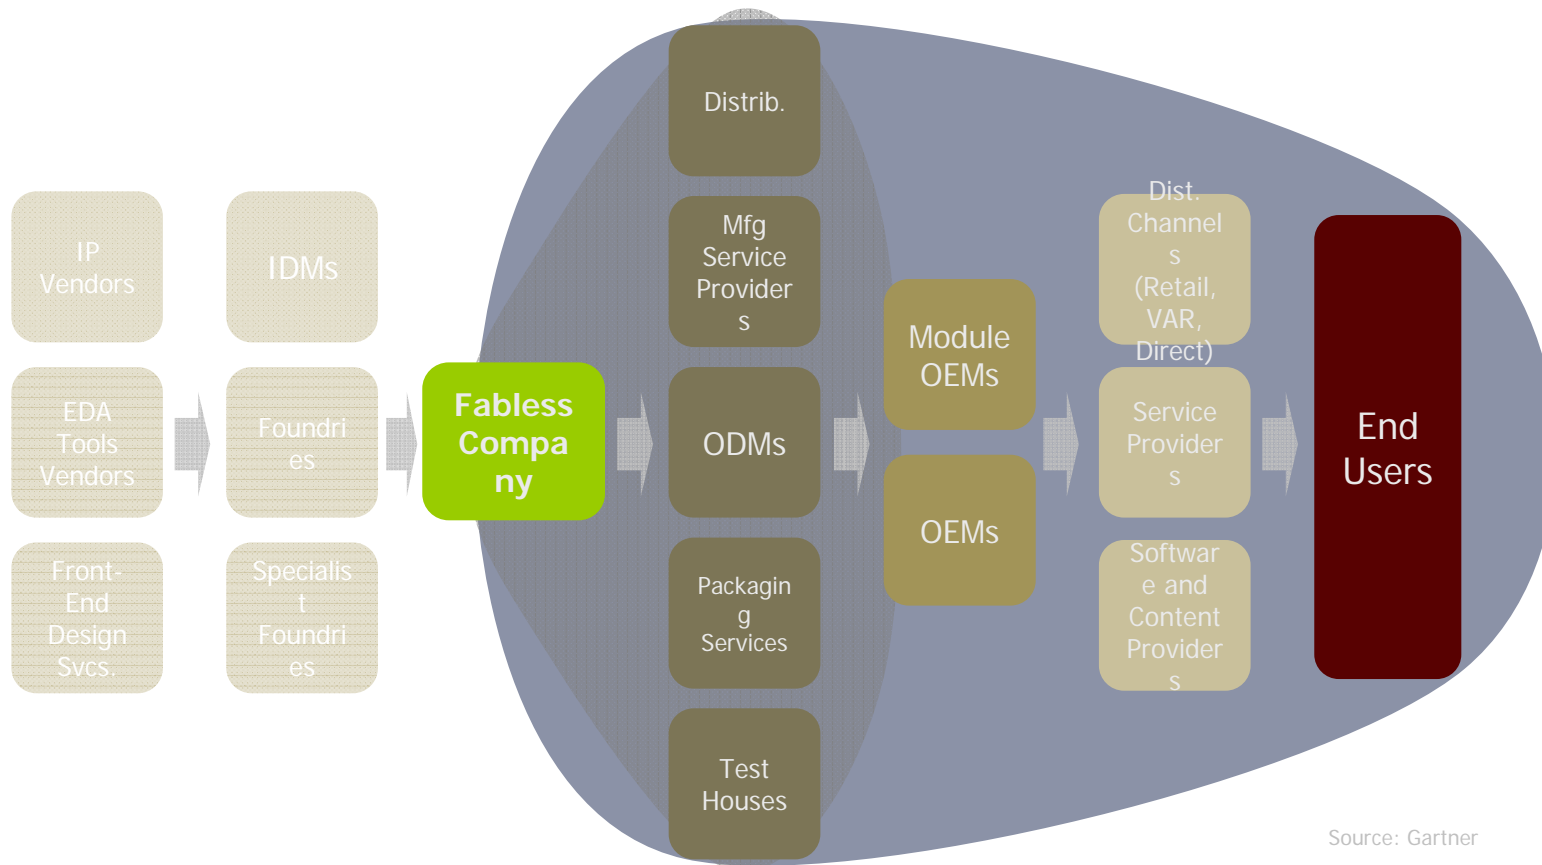 IP
Vendors
EDA
Tools
Vendors
Front-
End
Design
Svcs.
IDMs
Foundri
es
Specialis
t
Foundri
es
Fabless
Compa
ny
Distrib.
Mfg
Service
Provider
s
ODMs
Packagin
g
Services
Test
Houses
Module
OEMs
OEMs
Dist.
Channel
s
(Retail,
VAR,
Direct)
Service
Provider
s
Softwar
e and
Content
Provider
s
End
Users
Source: Gartner